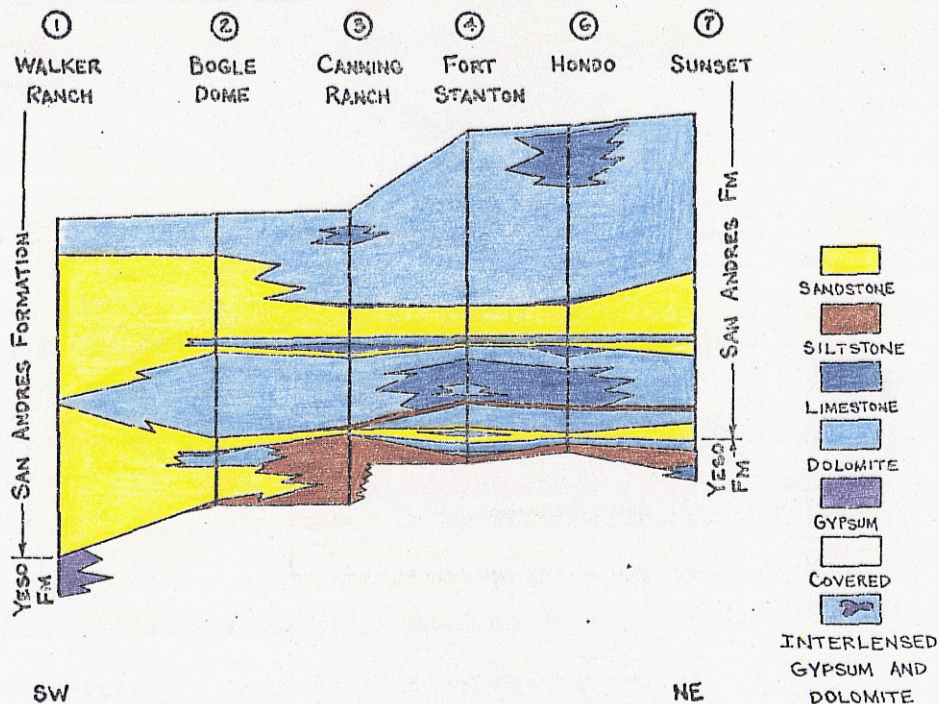 ① ② ③ ④ ⑥ ⑦
WALKER RANCH
BOGLE DOME
CANNING RANCH
FORT STANTON
HONDO
SUNSET
SAN ANDRES FORMATION
YESO FM
SAN ANDRES FM
YESO FM
SANDSTONE
SILTSTONE
LIMESTONE
DOLOMITE
GYPSUM
COVERED
INTERLENSED
GYPSUM AND
DOLOMITE
SW
NE